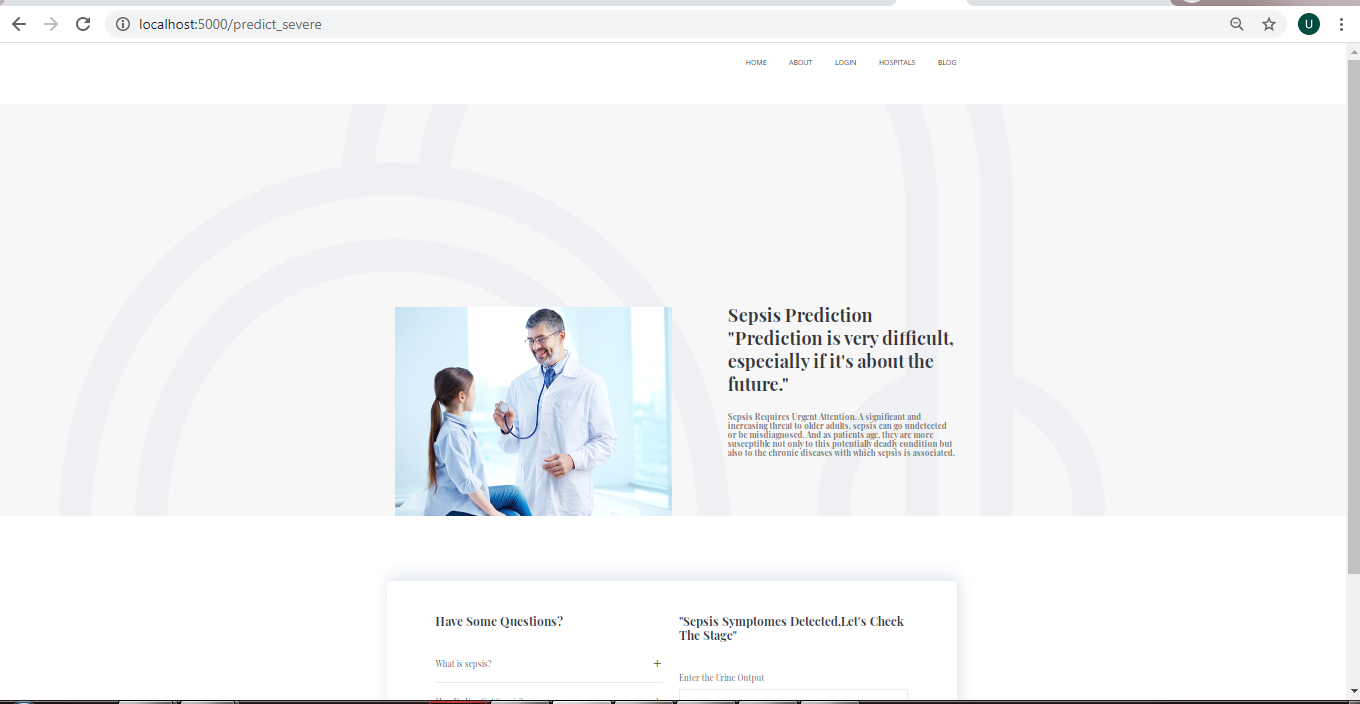 localhost:5000/predict_severe
U
HOME ABOUT LOGIN HOSPITALS BLOG
Sepsis Prediction
"Prediction is very difficult,
especially if it's about the
future."
Sepsis Requires Urgent Attention. A significant and
increasing threat to older adults, sepsis can go undetected
or be misdiagnosed. And as patients age, they are more
susceptible not only to this potentially deadly condition but
also to the chronic diseases with which sepsis is associated.
Have Some Questions?
What is sepsis?
"Sepsis Symptomes Detected,Let's Check
The Stage"
Enter the Urine Output